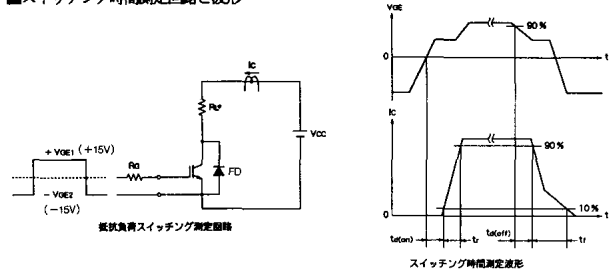 ■スイッチング時間測定回路と波形
Ic
RL*
VCC
+VGE1 (+15V)
RG
FD
-VGE2
(-15V)
抵抗負荷スイッチング測定回路
VGE
90%
0
t
IC
90%
10%
0
t
td(on)
tr
td(off)
tf
スイッチング時間測定波形